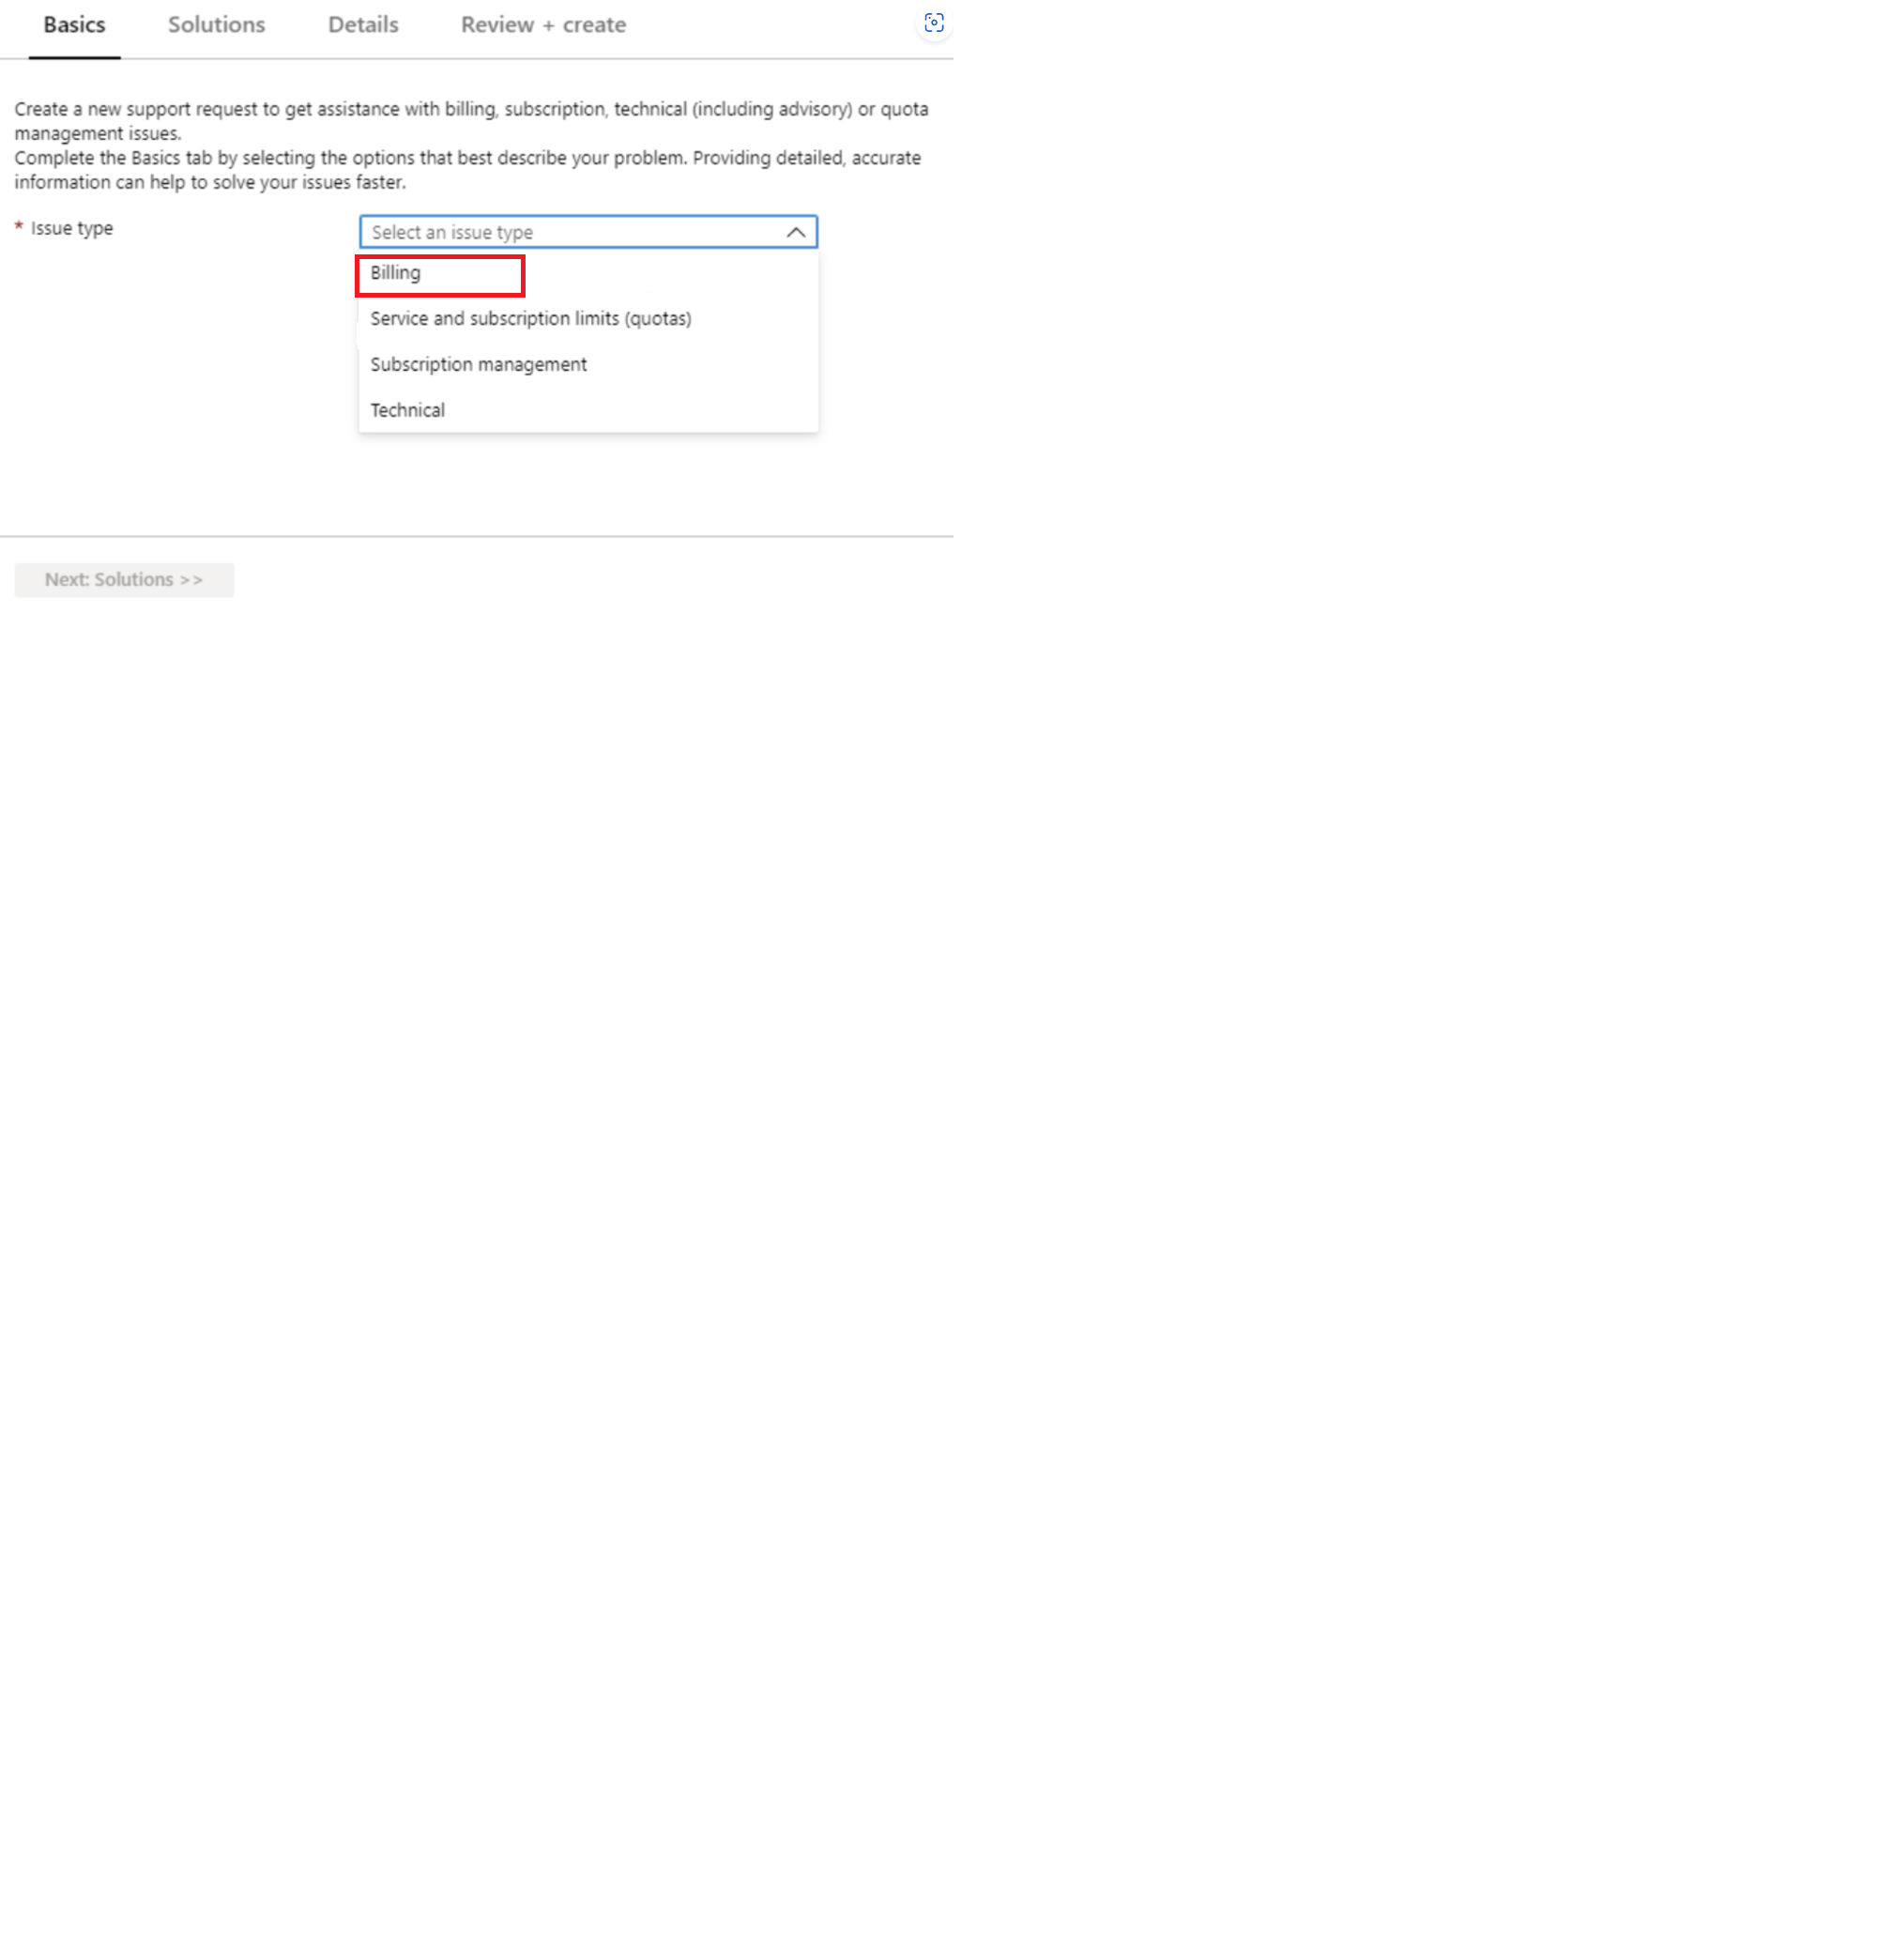 Basics Solutions Details Review + create
Create a new support request to get assistance with billing, subscription, technical (including advisory) or quota
management issues.
Complete the Basics tab by selecting the options that best describe your problem. Providing detailed, accurate
information can help to solve your issues faster.
* Issue type Select an issue type
Billing
Service and subscription limits (quotas)
Subscription management
Technical
Next: Solutions >>